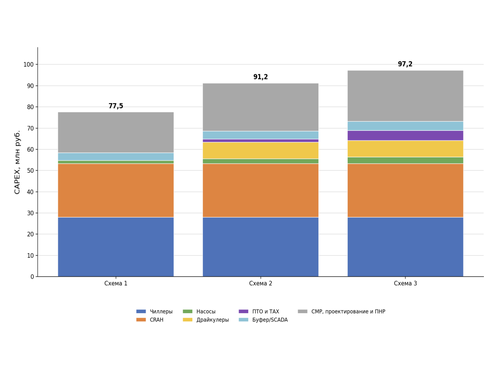 77,5
91,2
97,2
CAPEX, млн руб.
100
90
80
70
60
50
40
30
20
10
0
Схема 1
Схема 2
Схема 3
Чиллеры
CRAH
Насосы
Драйкулеры
ПТО и ТАХ
Буфер/SCADA
СМР, проектирование и ПНР